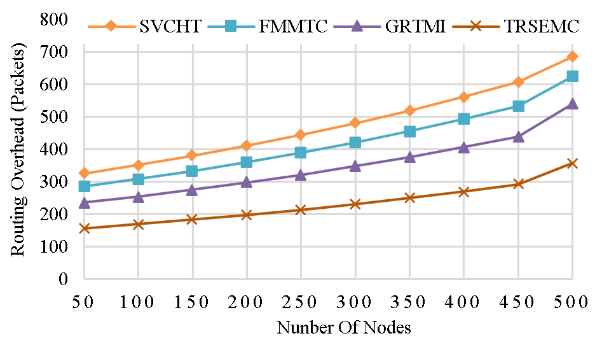 SVCHT FMMTC GRTMI TRSEMC
Routing Overhead (Packets)
800
700
600
500
400
300
200
100
0
50 100 150 200 250 300 350 400 450 500
Nunber Of Nodes